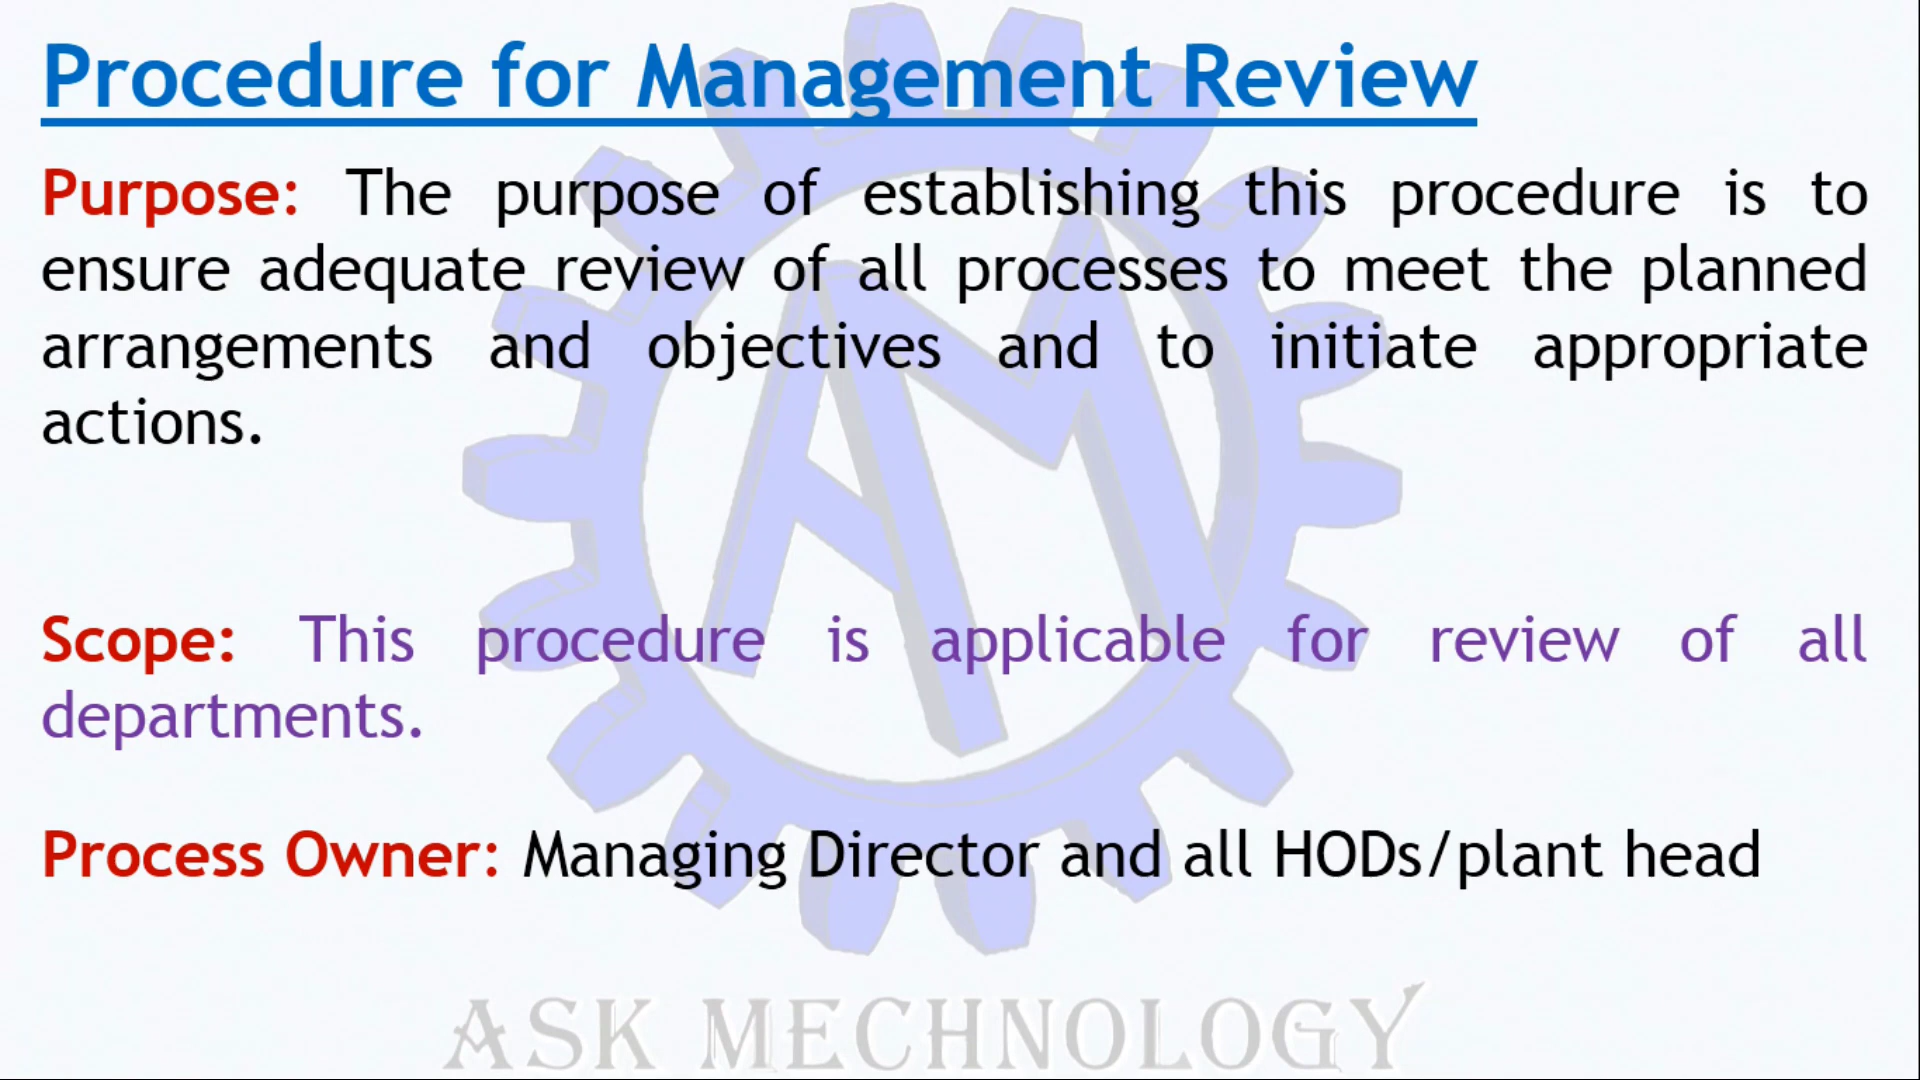 Procedure for Management Review
Purpose: The purpose of establishing this procedure is to
ensure adequate review of all processes to meet the planned
arrangements and objectives and to initiate appropriate
actions.
Scope: This procedure is applicable for review of all
departments.
Process Owner: Managing Director and all HODs/plant head
AM
ASK MECHNOLOGY